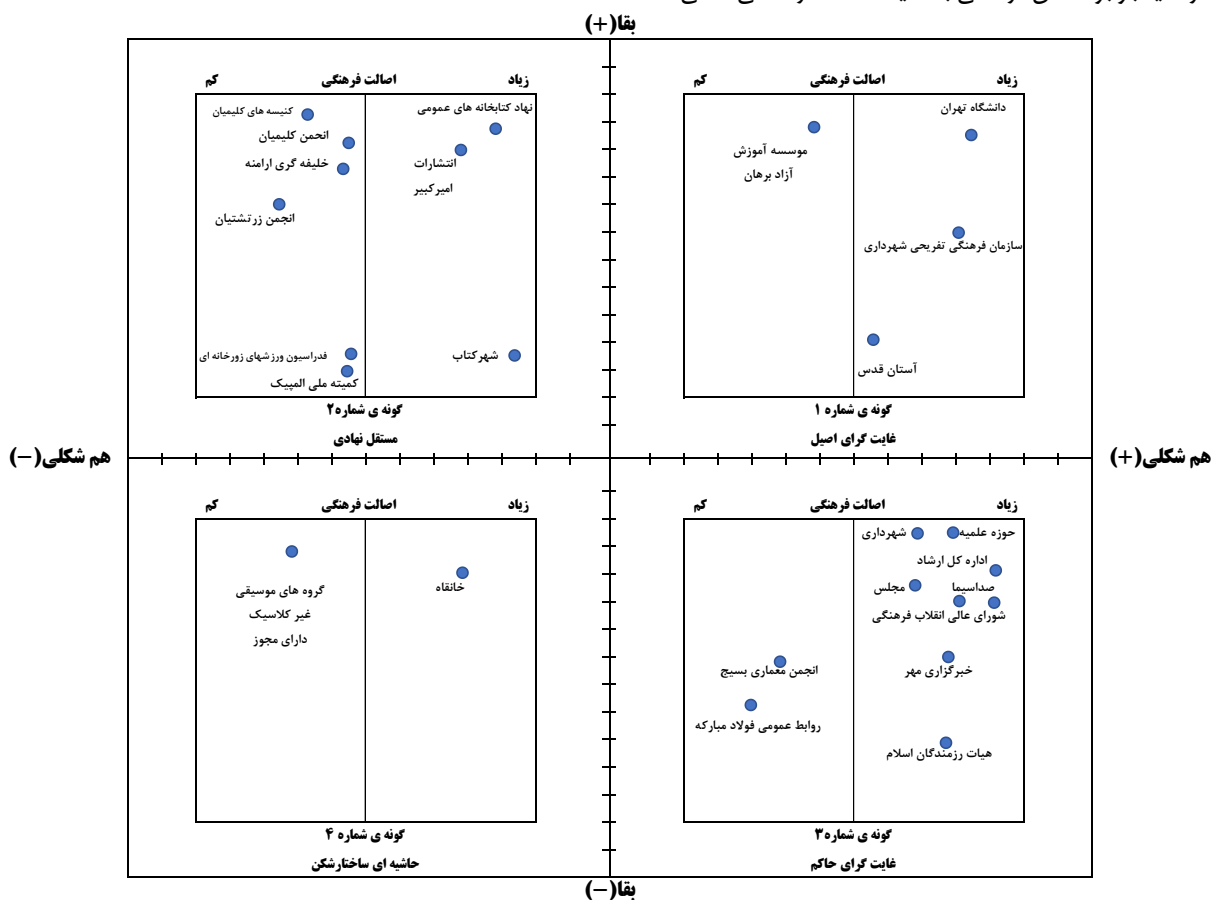 بقا(+)
زیاد اصالت فرهنگی کم
دانشگاه تهران
موسسه آموزش
آزاد برهان
سازمان فرهنگی تفریحی شهرداری
آستان قدس
گونه ی شماره ۱
غایت گرای اصیل
زیاد اصالت فرهنگی کم
نهاد کتابخانه های عمومی
کنیسه های کلیمیان
انحمن کلیمیان
انتشارات
امیرکبیر
خلیفه گری ارامنه
انجمن زرتشتیان
شهرکتاب
فدراسیون ورزشهای زورخانه ای
کمیته ملی المپیک
گونه ی شماره۲
مستقل نهادی
هم شکلی(+)
هم شکلی(–)
زیاد اصالت فرهنگی کم
حوزه علمیه
شهرداری
اداره کل ارشاد
صداسیما
مجلس
شورای عالی انقلاب فرهنگی
خبرگزاری مهر
انجمن معماری بسیج
روابط عمومی فولاد مبارکه
هیات رزمندگان اسلام
گونه ی شماره۳
غایت گرای حاکم
زیاد اصالت فرهنگی کم
خانقاه
گروه های موسیقی
غیر کلاسیک
دارای مجوز
گونه ی شماره ۴
حاشیه ای ساختارشکن
بقا(–)